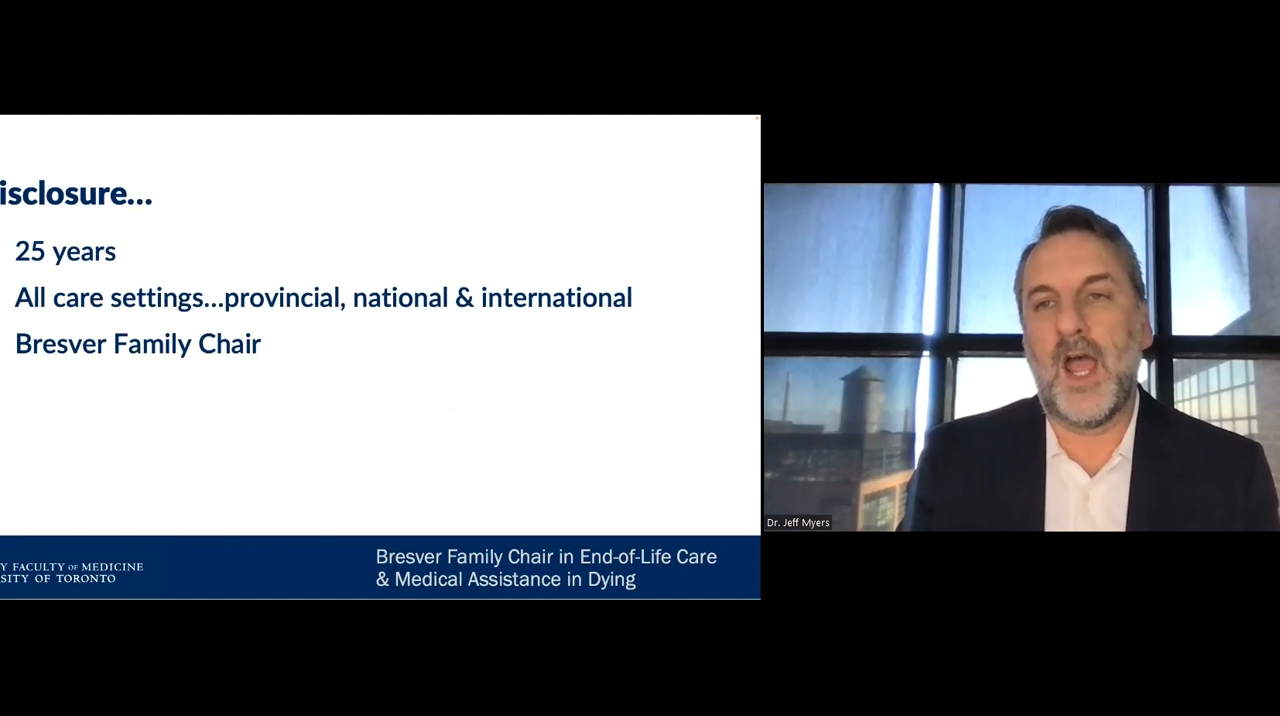 isclosure...
25 years
All care settings...provincial, national & international
Bresver Family Chair
Y FACULTY OF MEDICINE
SITY OF TORONTO
Bresver Family Chair in End-of-Life Care
& Medical Assistance in Dying
Dr. Jeff Myers